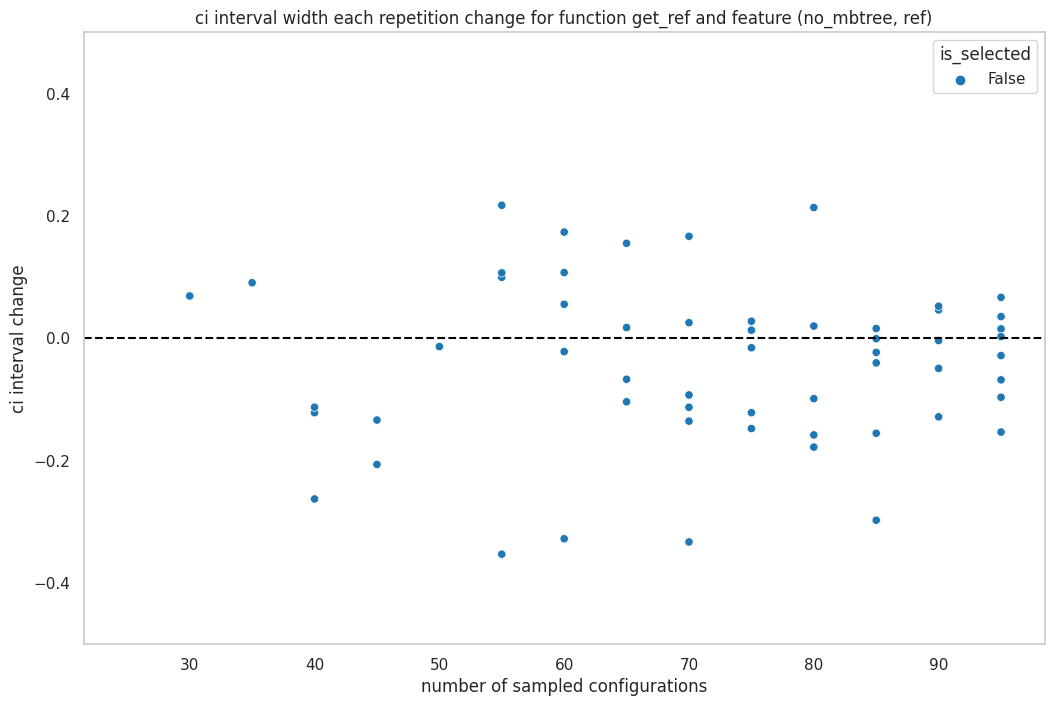 ci interval width each repetition change for function get_ref and feature (no_mbtree, ref)
is_selected
False
ci interval change
0.4
0.2
0.0
−0.2
−0.4
30 40 50 60 70 80 90
number of sampled configurations